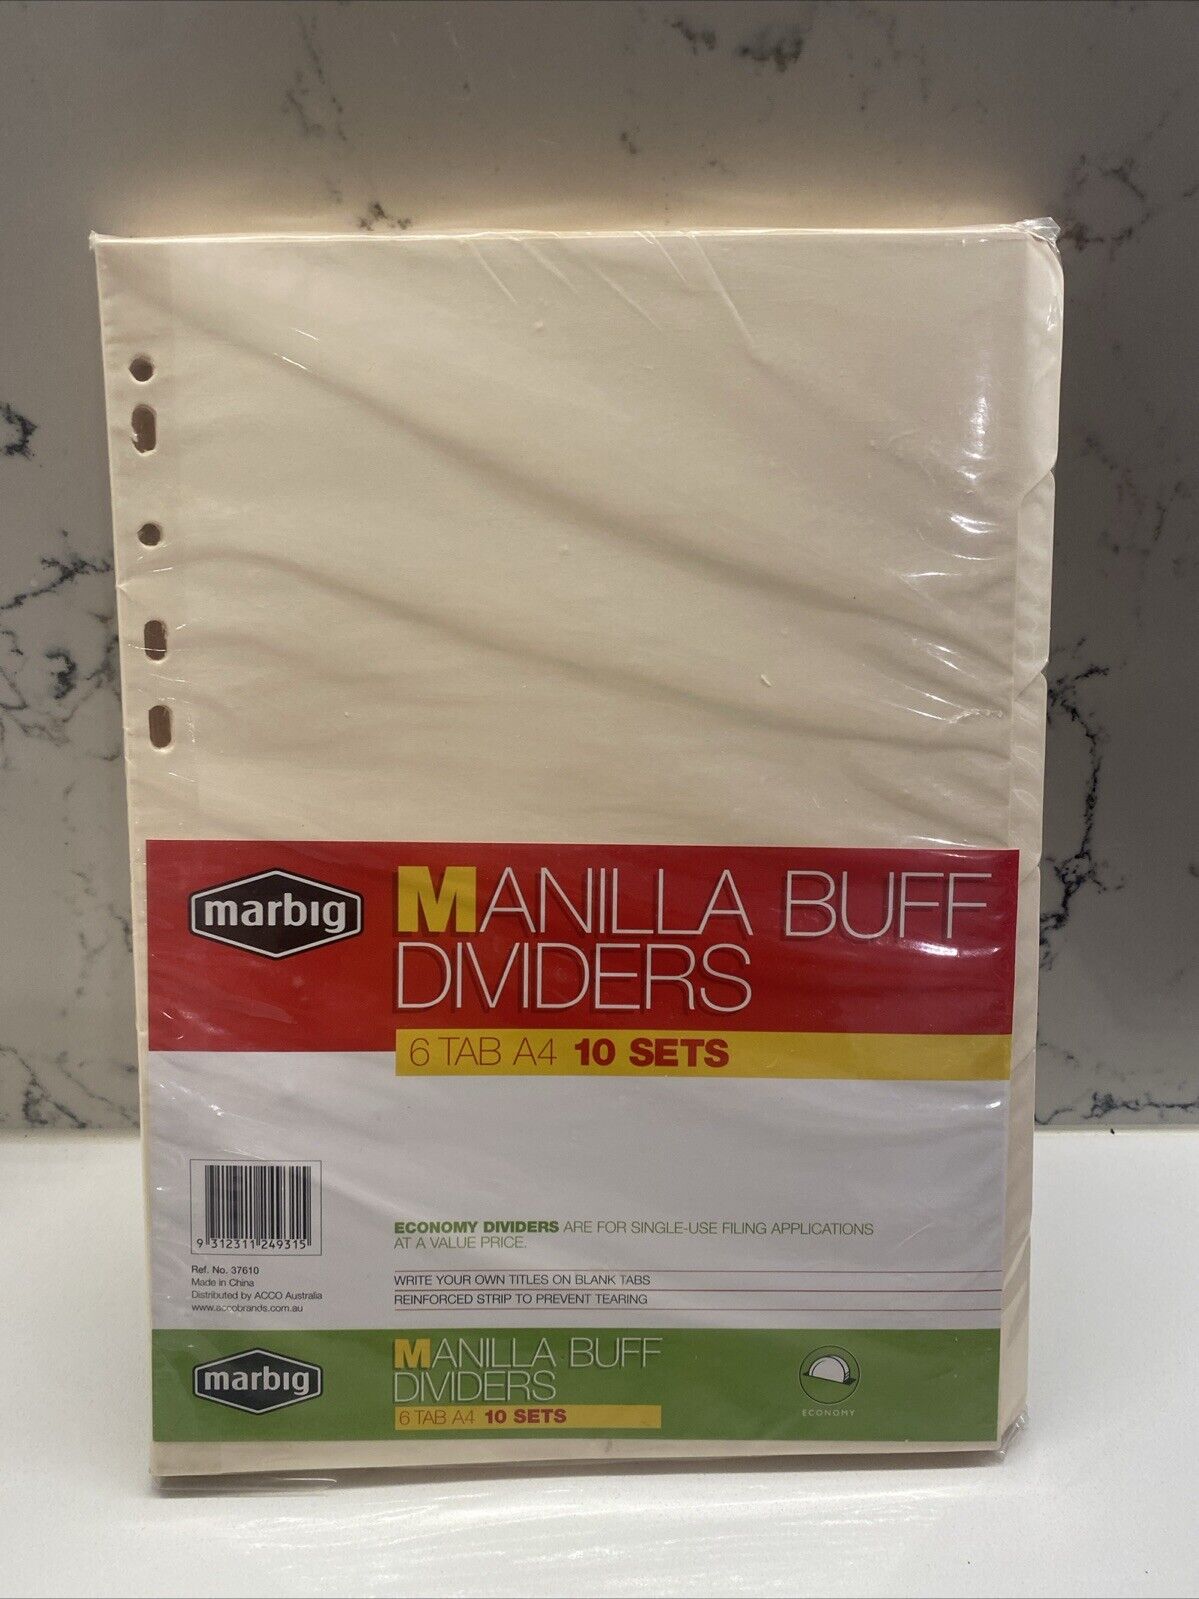 marbig
MANILLA BUFF
DIVIDERS
6 TAB A4 10 SETS
9 312311 249315
Ref. No. 37610
Made in China
Distributed by ACCO Australia
www.accobrands.com.au
ECONOMY DIVIDERS ARE FOR SINGLE-USE FILING APPLICATIONS
AT A VALUE PRICE.
WRITE YOUR OWN TITLES ON BLANK TABS
REINFORCED STRIP TO PREVENT TEARING
marbig
MANILLA BUFF
DIVIDERS
6 TAB A4 10 SETS
ECONOMY